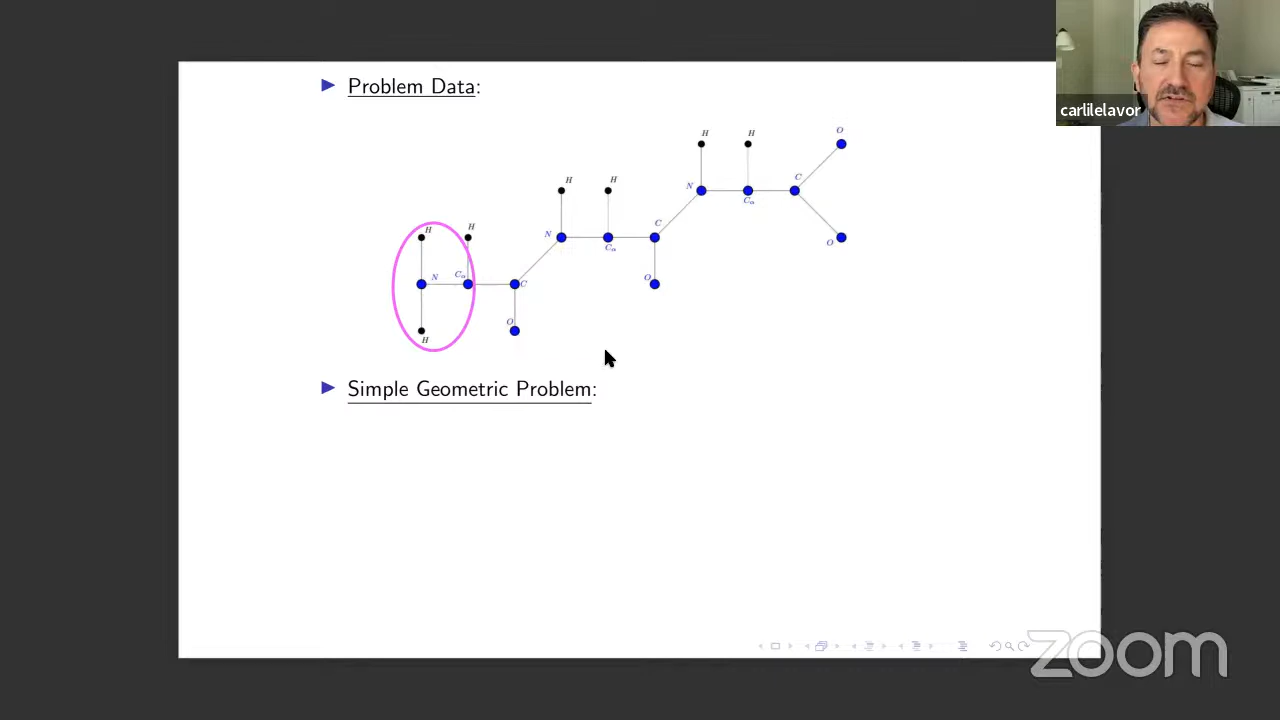 ▶ Problem Data:
carlilelavor
H H O
N Cα C
H H
O
N Cα C
H H
O
N Cα C
O
H
▶ Simple Geometric Problem:
zoom